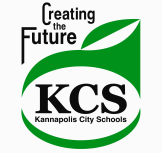 Creating
the
Future
KCS
Kannapolis City Schools